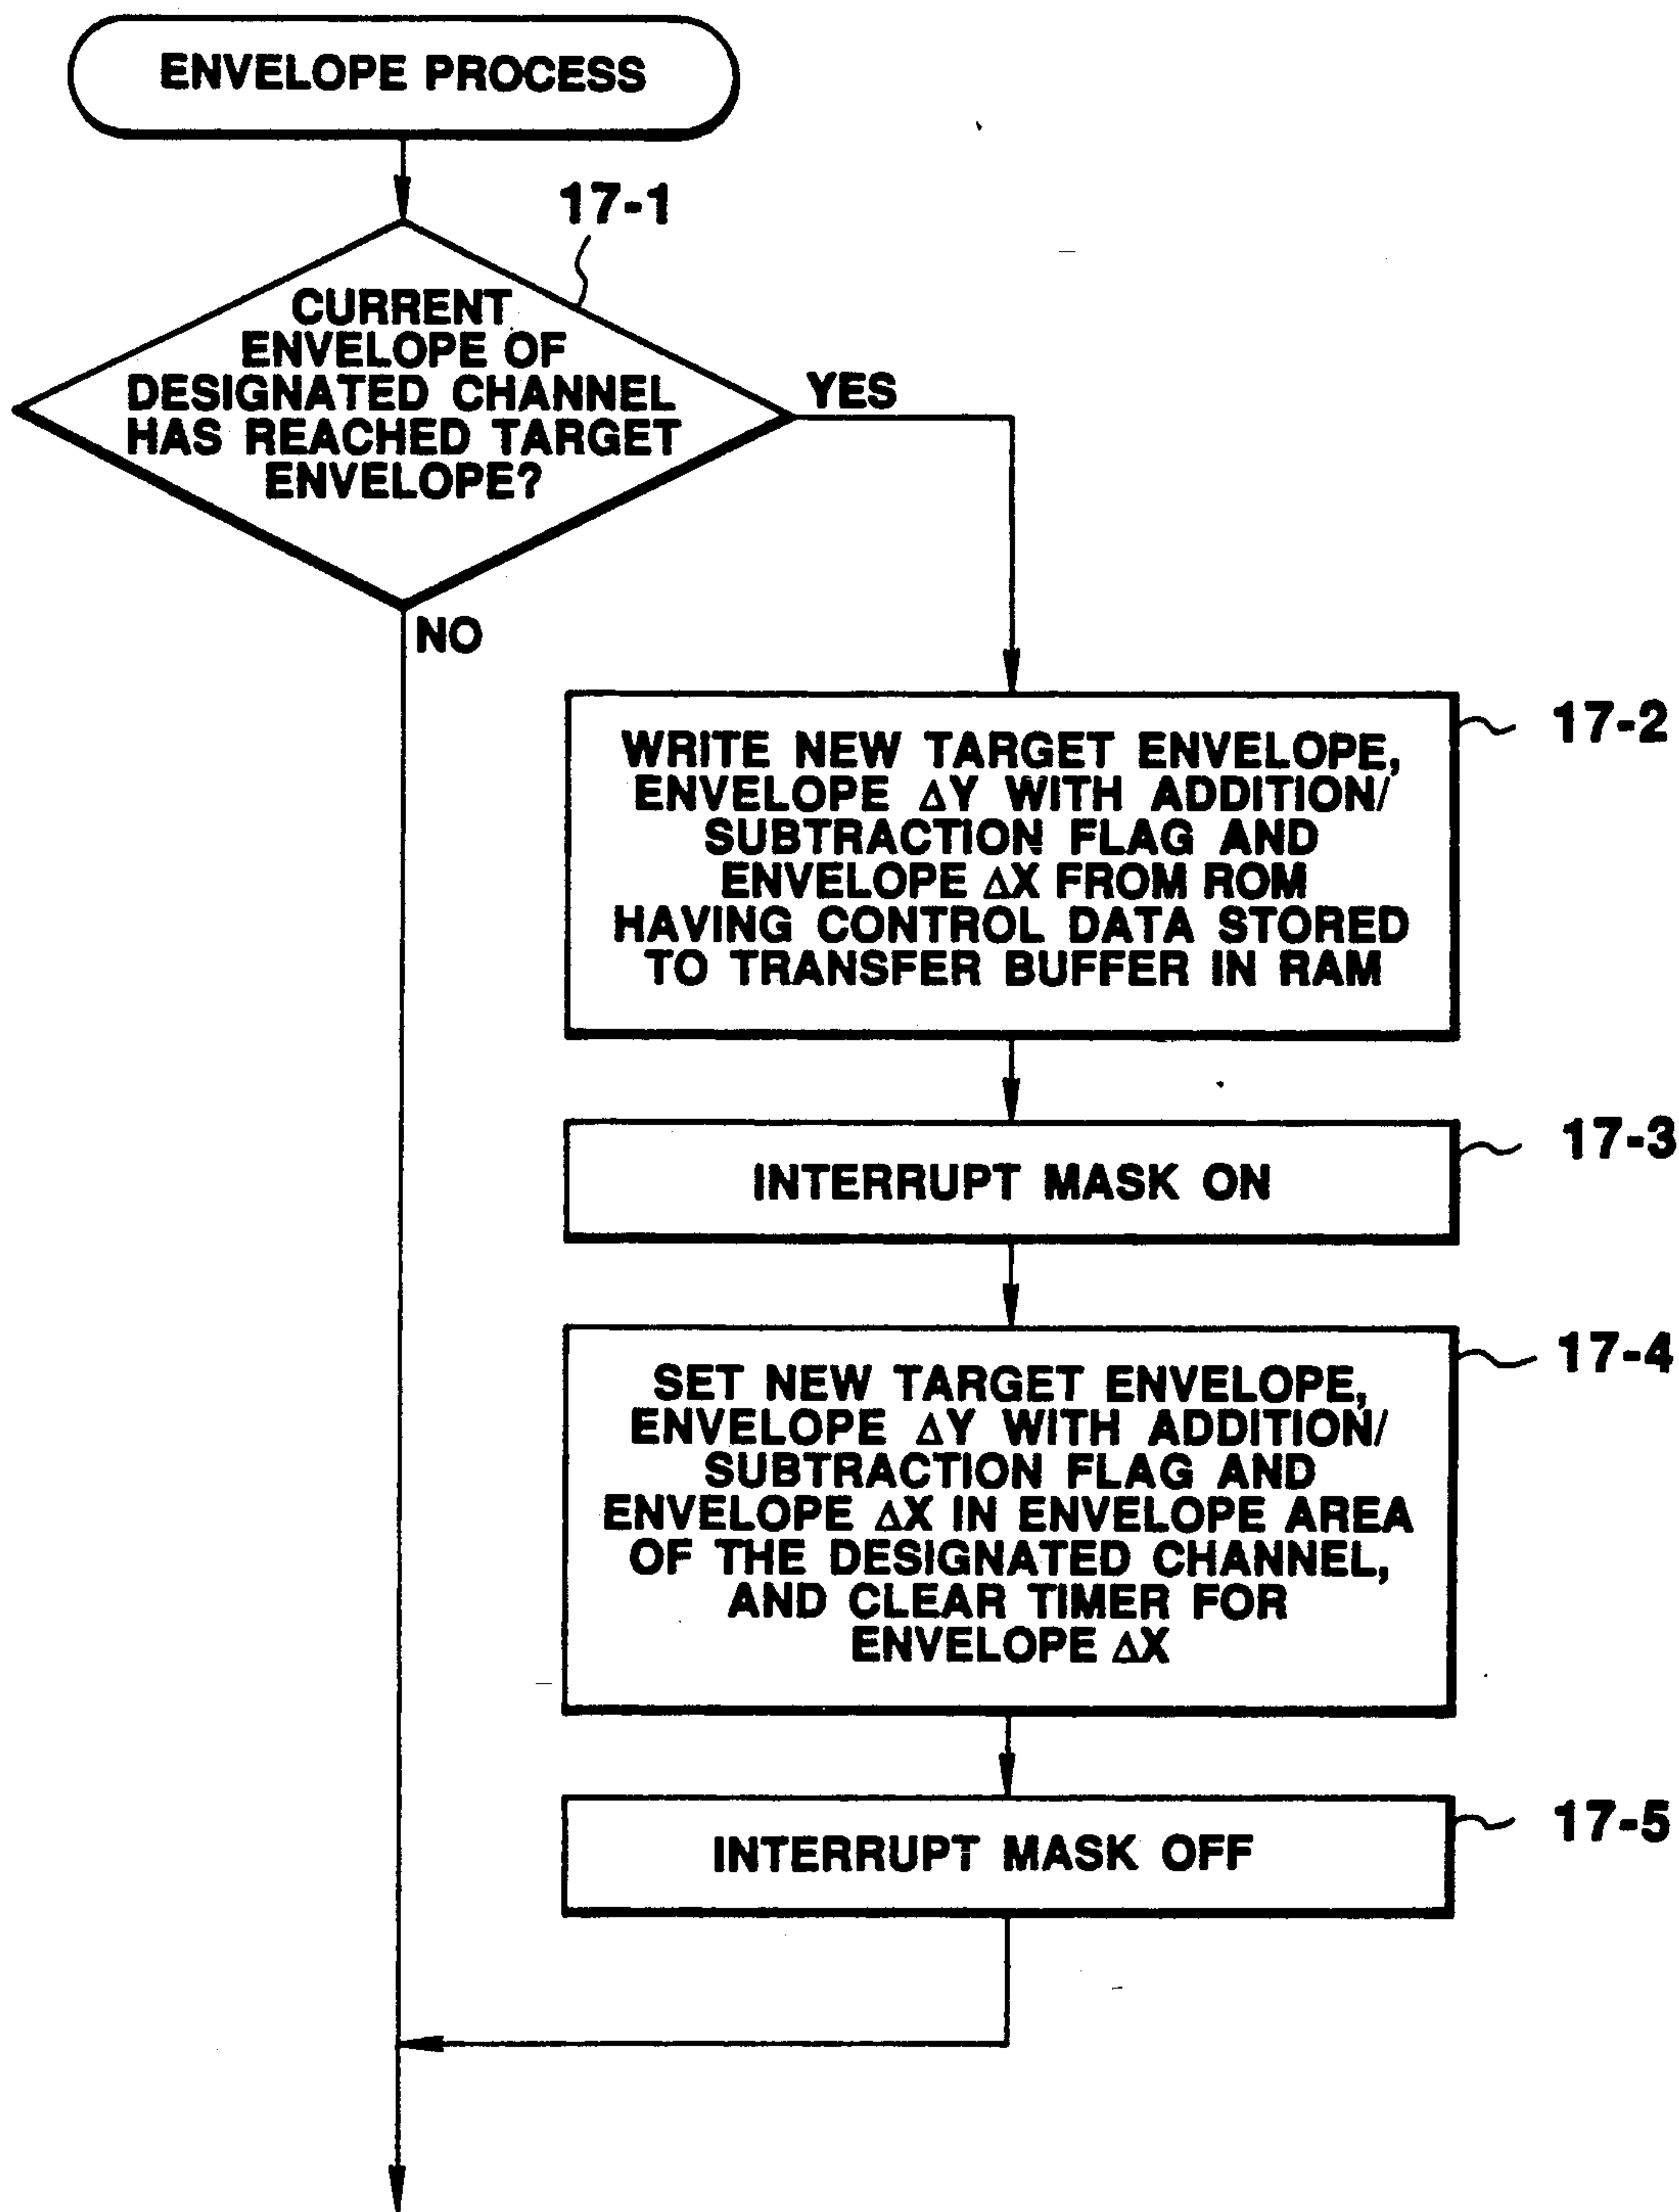 ENVELOPE PROCESS
17-1
CURRENT
ENVELOPE OF
DESIGNATED CHANNEL
HAS REACHED TARGET
ENVELOPE?
YES
NO
17-2
WRITE NEW TARGET ENVELOPE,
ENVELOPE ΔY WITH ADDITION/
SUBTRACTION FLAG AND
ENVELOPE ΔX FROM ROM
HAVING CONTROL DATA STORED
TO TRANSFER BUFFER IN RAM
17-3
INTERRUPT MASK ON
17-4
SET NEW TARGET ENVELOPE,
ENVELOPE ΔY WITH ADDITION/
SUBTRACTION FLAG AND
ENVELOPE ΔX IN ENVELOPE AREA
OF THE DESIGNATED CHANNEL,
AND CLEAR TIMER FOR
ENVELOPE ΔX
17-5
INTERRUPT MASK OFF